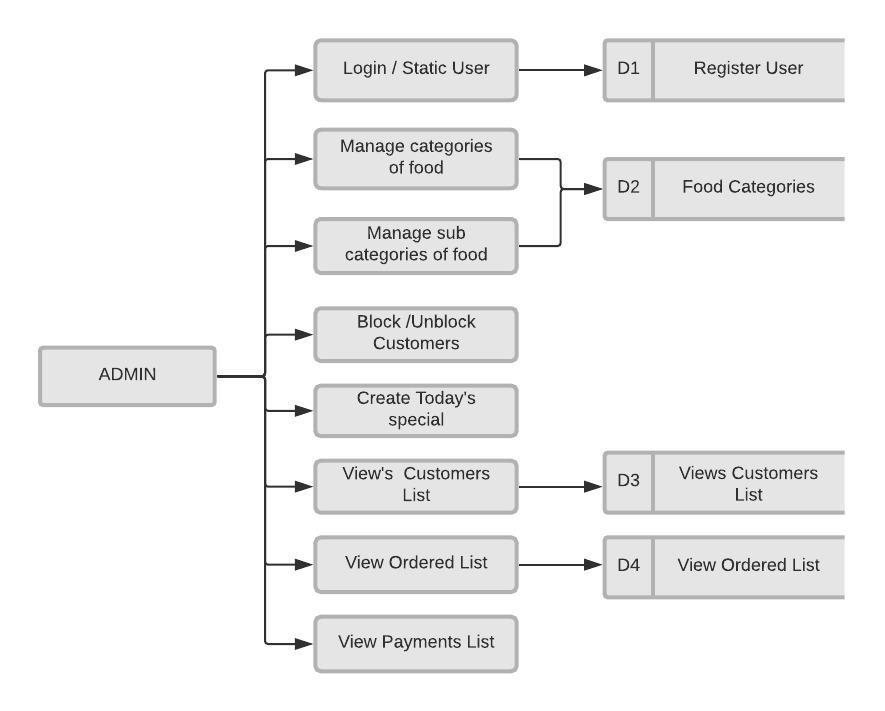 Login / Static User
D1
Register User
Manage categories
of food
D2
Food Categories
Manage sub
categories of food
Block /Unblock
Customers
ADMIN
Create Today's
special
View's  Customers
List
D3
Views Customers
List
View Ordered List
D4
View Ordered List
View Payments List